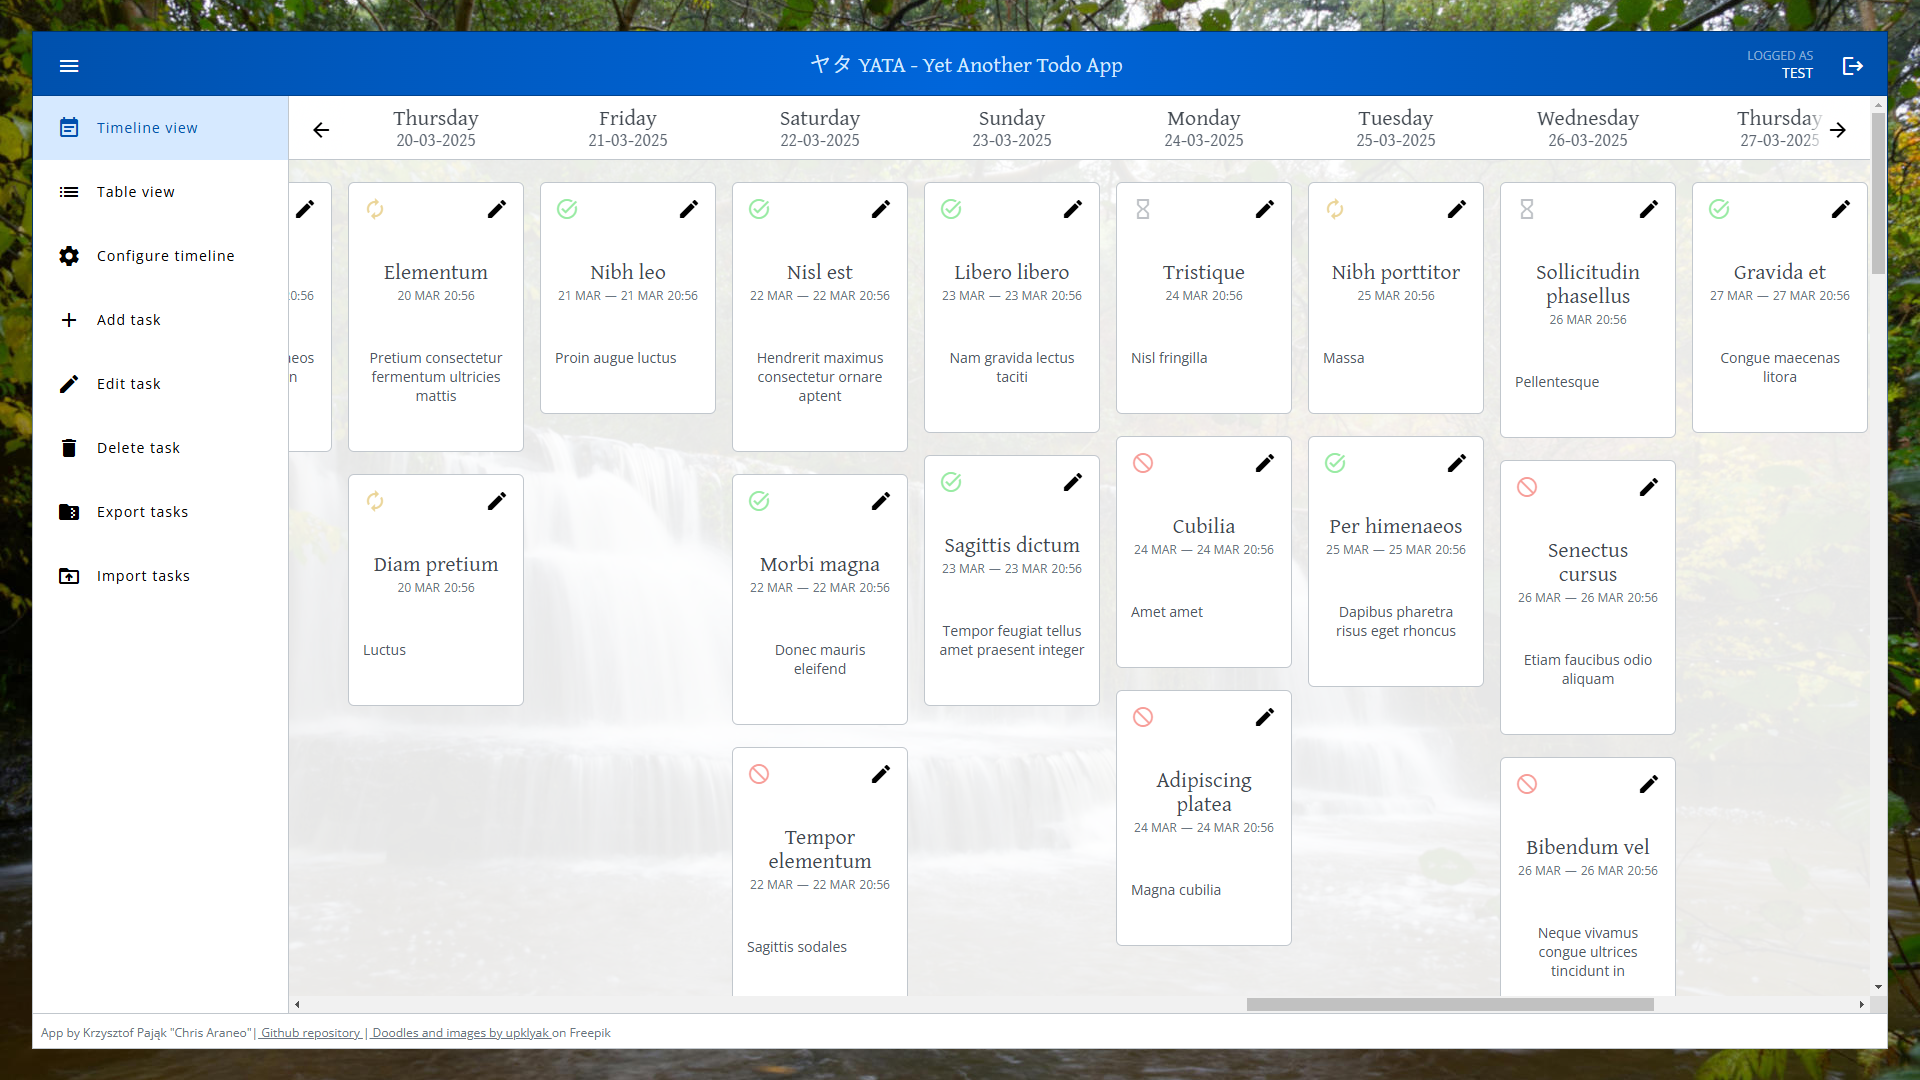 ヤタ YATA - Yet Another Todo App
LOGGED AS
TEST
Timeline view
Table view
Configure timeline
Add task
Edit task
Delete task
Export tasks
Import tasks
Thursday
20-03-2025
Friday
21-03-2025
Saturday
22-03-2025
Sunday
23-03-2025
Monday
24-03-2025
Tuesday
25-03-2025
Wednesday
26-03-2025
Thursday
27-03-2025
Elementum
20 MAR 20:56
Pretium consectetur
fermentum ultricies
mattis
Diam pretium
20 MAR 20:56
Luctus
Nibh leo
21 MAR — 21 MAR 20:56
Proin augue luctus
Nisl est
22 MAR — 22 MAR 20:56
Hendrerit maximus
consectetur ornare
aptent
Morbi magna
22 MAR — 22 MAR 20:56
Donec mauris
eleifend
Tempor
elementum
22 MAR — 22 MAR 20:56
Sagittis sodales
Libero libero
23 MAR — 23 MAR 20:56
Nam gravida lectus
taciti
Sagittis dictum
23 MAR — 23 MAR 20:56
Tempor feugiat tellus
amet praesent integer
Tristique
24 MAR 20:56
Nisl fringilla
Cubilia
24 MAR — 24 MAR 20:56
Amet amet
Adipiscing
platea
24 MAR — 24 MAR 20:56
Magna cubilia
Nibh porttitor
25 MAR 20:56
Massa
Per himenaeos
25 MAR — 25 MAR 20:56
Dapibus pharetra
risus eget rhoncus
Sollicitudin
phasellus
26 MAR 20:56
Pellentesque
Senectus
cursus
26 MAR — 26 MAR 20:56
Etiam faucibus odio
aliquam
Bibendum vel
26 MAR — 26 MAR 20:56
Neque vivamus
congue ultrices
tincidunt in
Gravida et
27 MAR — 27 MAR 20:56
Congue maecenas
litora
App by Krzysztof Pająk "Chris Araneo"| Github repository | Doodles and images by upklyak on Freepik